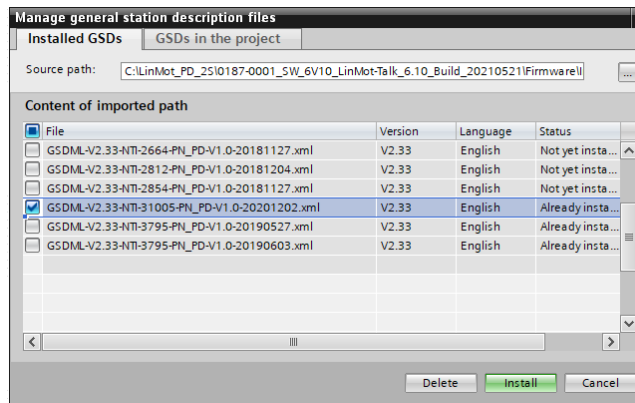 Manage general station description files
Installed GSDs GSDs in the project
Source path: C:\LinMot_PD_2S\0187-0001_SW_6V10_LinMot-Talk_6.10_Build_20210521\Firmware\I ...
Content of imported path
File Version Language Status
GSDML-V2.33-NTI-2664-PN_PD-V1.0-20181127.xml V2.33 English Not yet insta...
GSDML-V2.33-NTI-2812-PN_PD-V1.0-20181204.xml V2.33 English Not yet insta...
GSDML-V2.33-NTI-2854-PN_PD-V1.0-20181127.xml V2.33 English Not yet insta...
GSDML-V2.33-NTI-31005-PN_PD-V1.0-20201202.xml V2.33 English Already insta...
GSDML-V2.33-NTI-3795-PN_PD-V1.0-20190527.xml V2.33 English Already insta...
GSDML-V2.33-NTI-3795-PN_PD-V1.0-20190603.xml V2.33 English Already insta...
Delete Install Cancel